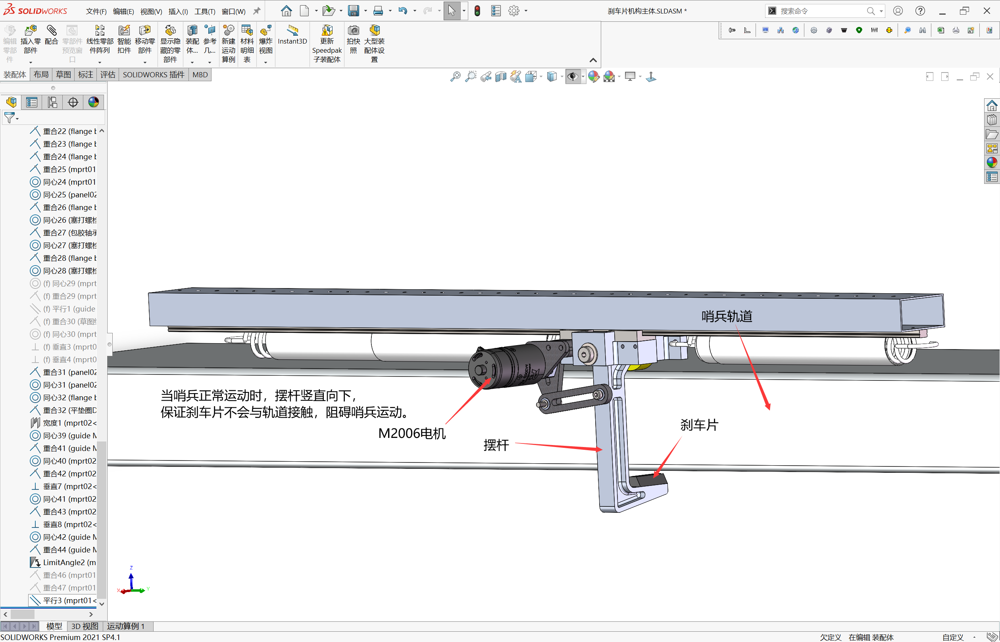 SOLIDWORKS
文件(F) 编辑(E) 视图(V) 插入(I) 工具(T) 窗口(W)
刹车片机构主体.SLDASM *
搜索命令
编辑零部件
插入零部件
配合
零部件预览窗口
线性零部件阵列
智能扣件
移动零部件
显示隐藏的零部件
装配体...
参考几...
新建运动算例
材料明细表
爆炸视图
Instant3D
更新Speedpak子装配体
拍快照
大型装配体设置
装配体 布局 草图 标注 评估 SOLIDWORKS 插件 MBD
重合22 (flange b
重合23 (flange b
重合24 (flange b
重合25 (mprt01
同心24 (mprt01
同心25 (panel02
重合26 (flange b
同心26 (塞打螺栓
重合27 (包胶轴承
同心27 (塞打螺栓
重合28 (flange b
同心28 (塞打螺栓
(f) 同心29 (mprt
(f) 重合29 (mprt
(f) 平行1 (guide
(f) 重合30 (草图
(f) 同心30 (mprt
(f) 垂直3 (mprt0
(f) 垂直4 (mprt0
重合31 (panel02
同心31 (panel02
同心32 (flange b
重合32 (平垫圈D
宽度1 (mprt02<
同心39 (guide M
重合41 (guide M
同心40 (mprt02
重合42 (mprt02
垂直7 (mprt02<
同心41 (mprt02
重合43 (mprt02
垂直8 (mprt02<
同心42 (guide M
重合44 (guide M
LimitAngle2 (m
重合46 (mprt01
重合47 (mprt01
平行3 (mprt01<
哨兵轨道
当哨兵正常运动时，摆杆竖直向下，
保证刹车片不会与轨道接触，阻碍哨兵运动。
M2006电机
摆杆
刹车片
Z
X
Y
模型 3D 视图 运动算例 1
SOLIDWORKS Premium 2021 SP4.1
欠定义 在编辑 装配体 自定义